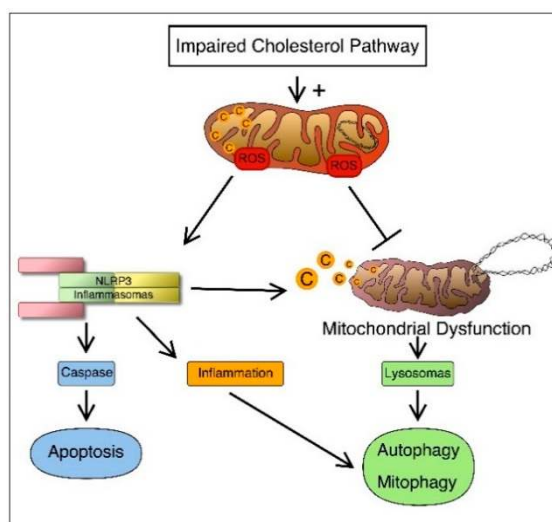 Impaired Cholesterol Pathway
+
C
C
C
C
C
ROS
ROS
NLRP3
Inflammasomas
C
C
C
C
C
C
C
Mitochondrial Dysfunction
Caspase
Inflammation
Lysosomas
Apoptosis
Autophagy
Mitophagy